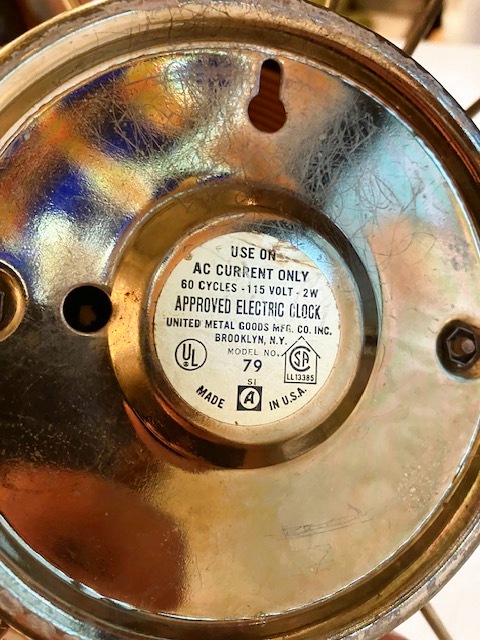 USE ON
AC CURRENT ONLY
60 CYCLES - 115 VOLT - 2W
APPROVED ELECTRIC CLOCK
UNITED METAL GOODS MFG. CO. INC.
BROOKLYN, N.Y.
MODEL NO.
79
UL
SA
LL13385
SI
A
MADE IN U.S.A.